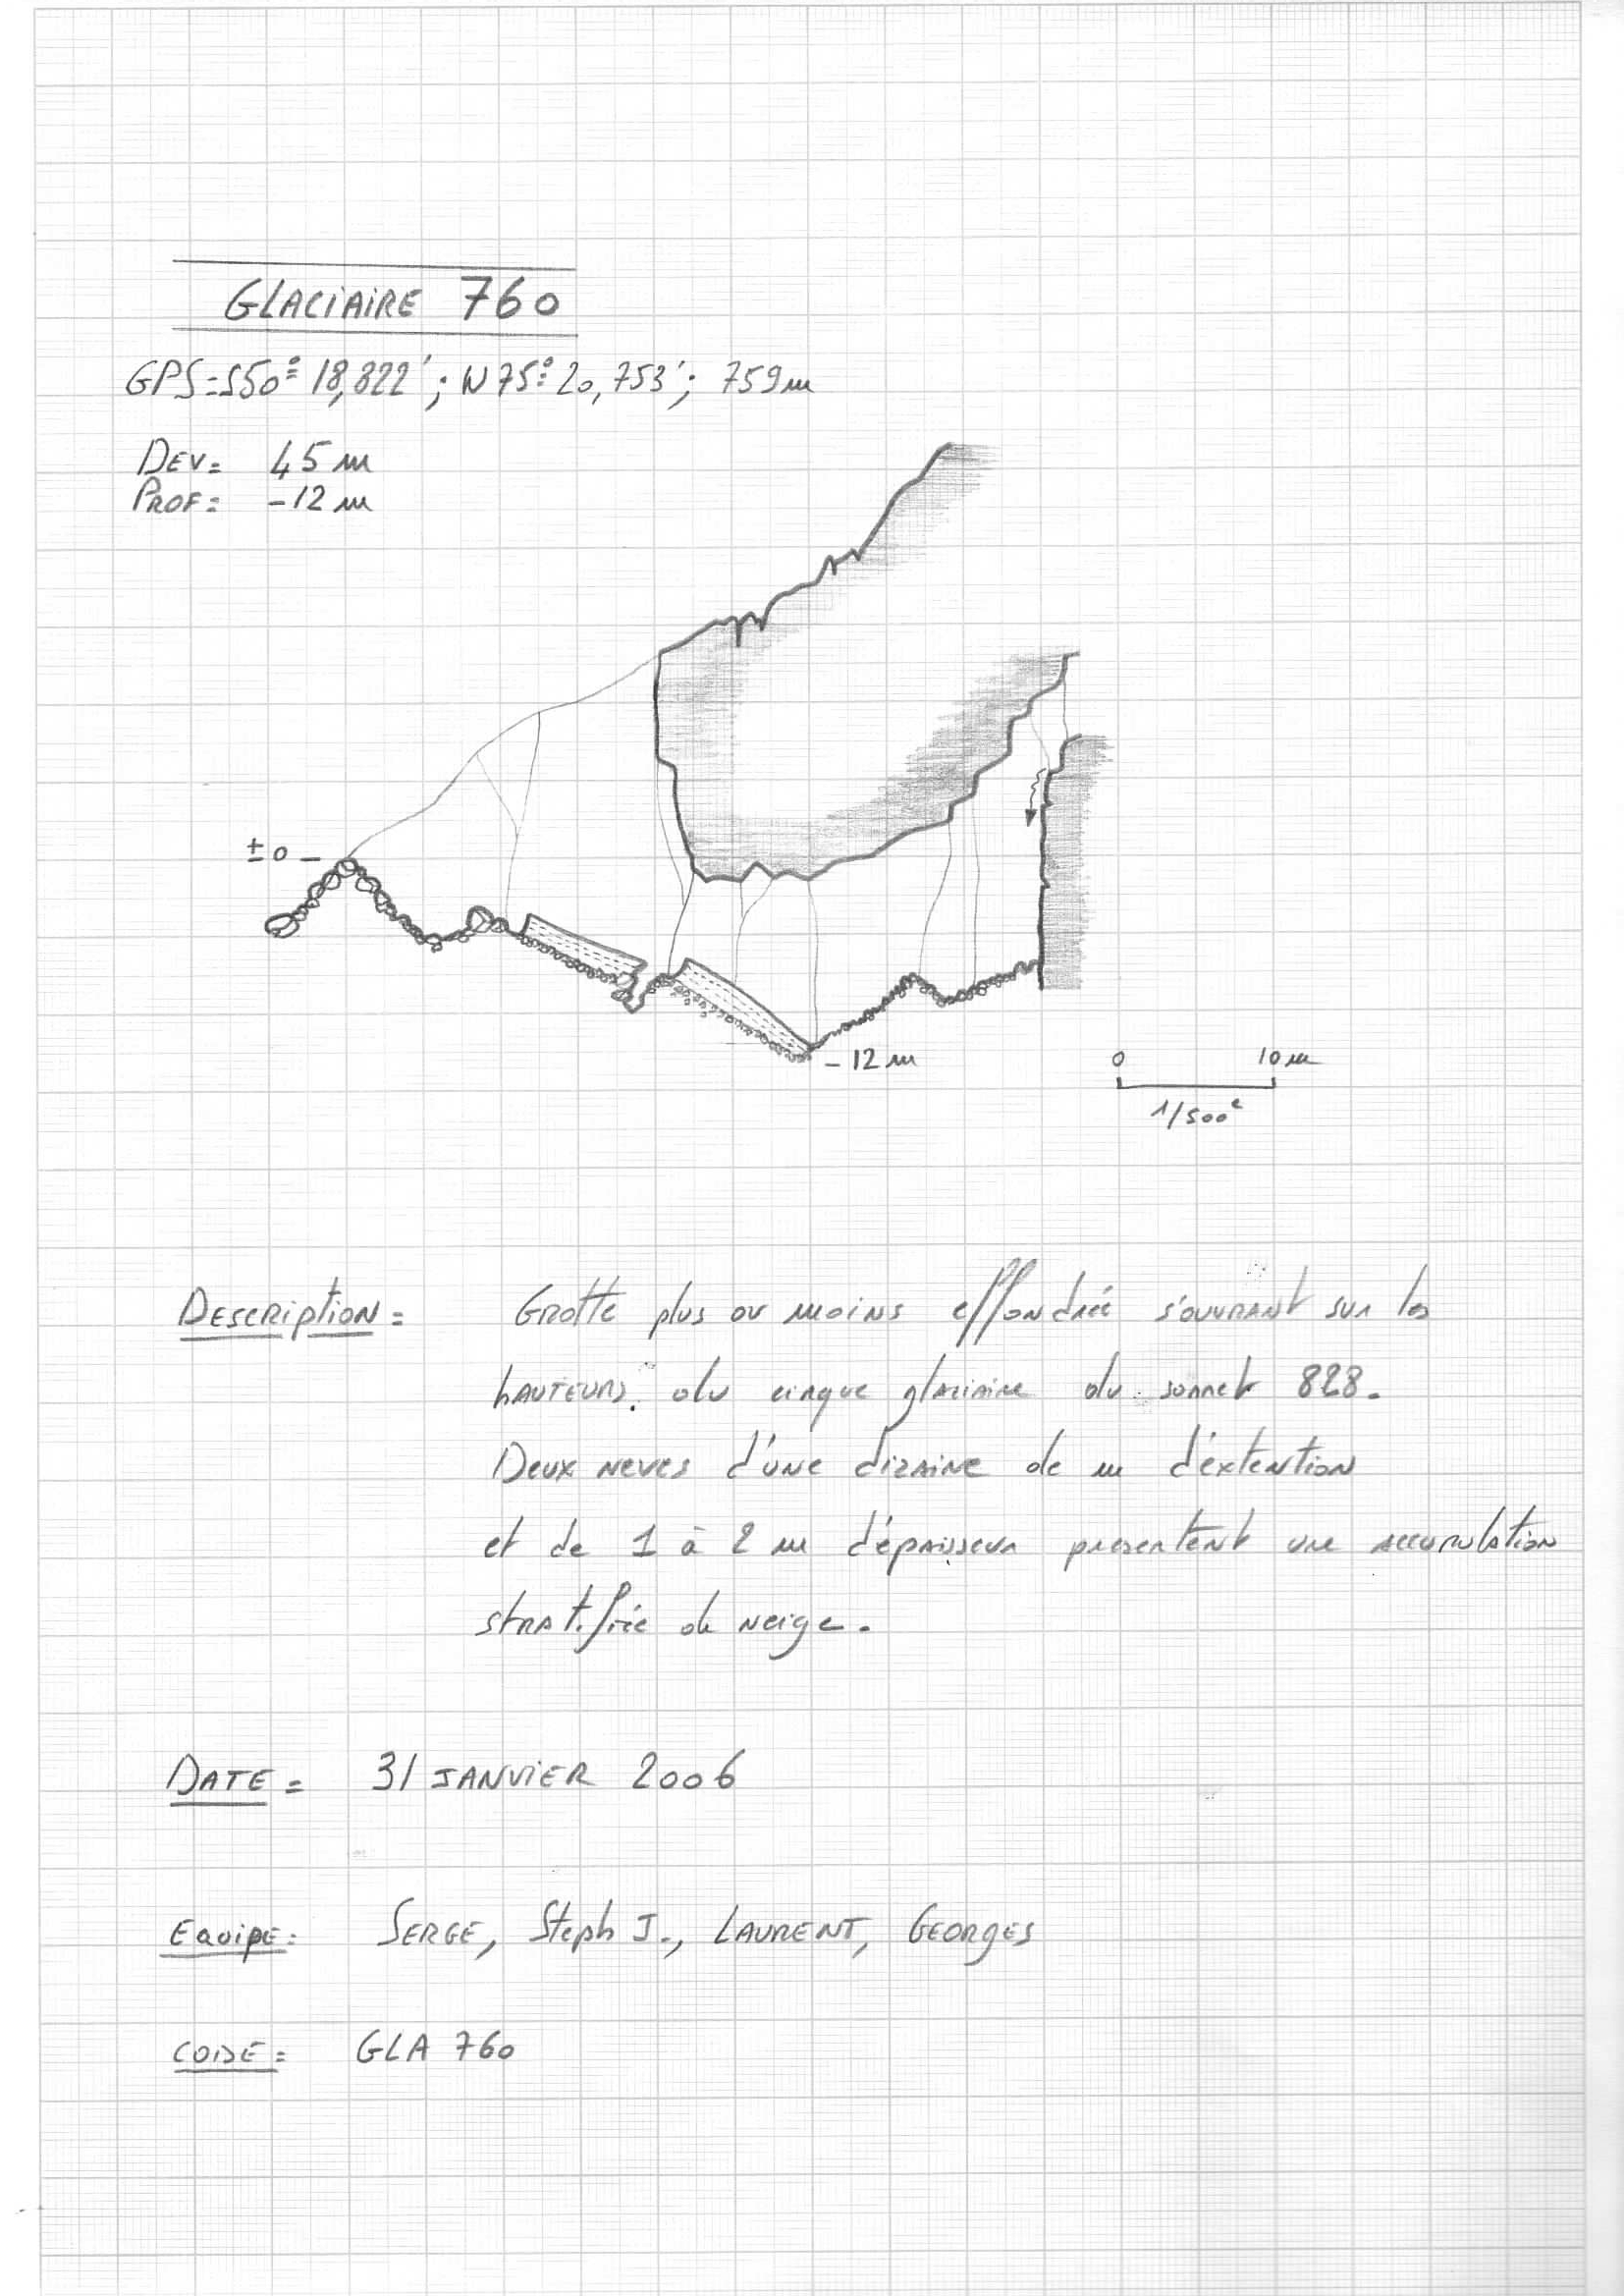 GLACIAIRE 760
GPS=S50° 18,822' ; W75° 20,753' ; 759m
DEV= 45 m
PROF= -12 m
± 0 -
- 12 m
0 10 m
1/500e
DESCRIPTION = GROTTE plus ou moins effondrée s'ouvrant sur les
hauteurs du cirque glaciaire du sommet 828.
Deux neves d'une dizaine de m d'extention
et de 1 à 2 m d'épaisseur presentent une accumulation
stratifiée de neige.
DATE = 31 JANVIER 2006
Equipe = SERGE, Steph J., LAURENT, GEORGES
CODE = GLA 760